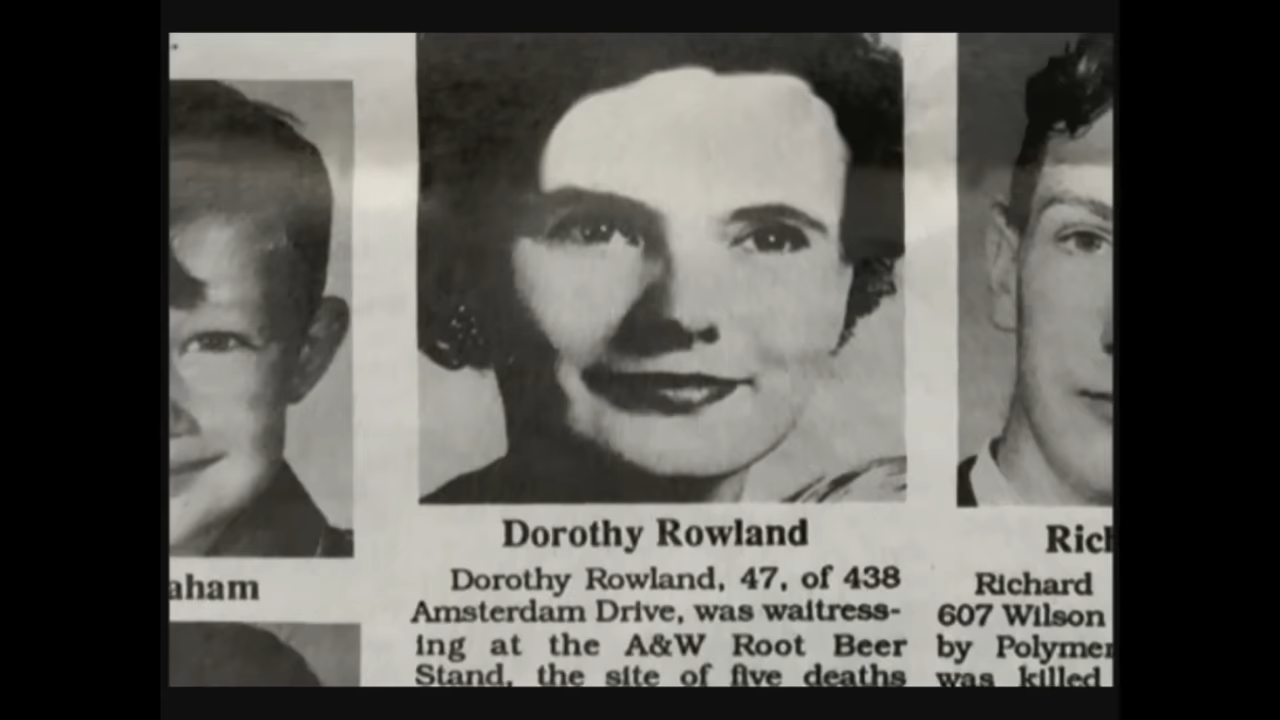 aham
Dorothy Rowland
Dorothy Rowland, 47, of 438
Amsterdam Drive, was waitress-
ing at the A&W Root Beer
Stand, the site of five deaths
Rich
Richard
607 Wilson
by Polymer
was killed